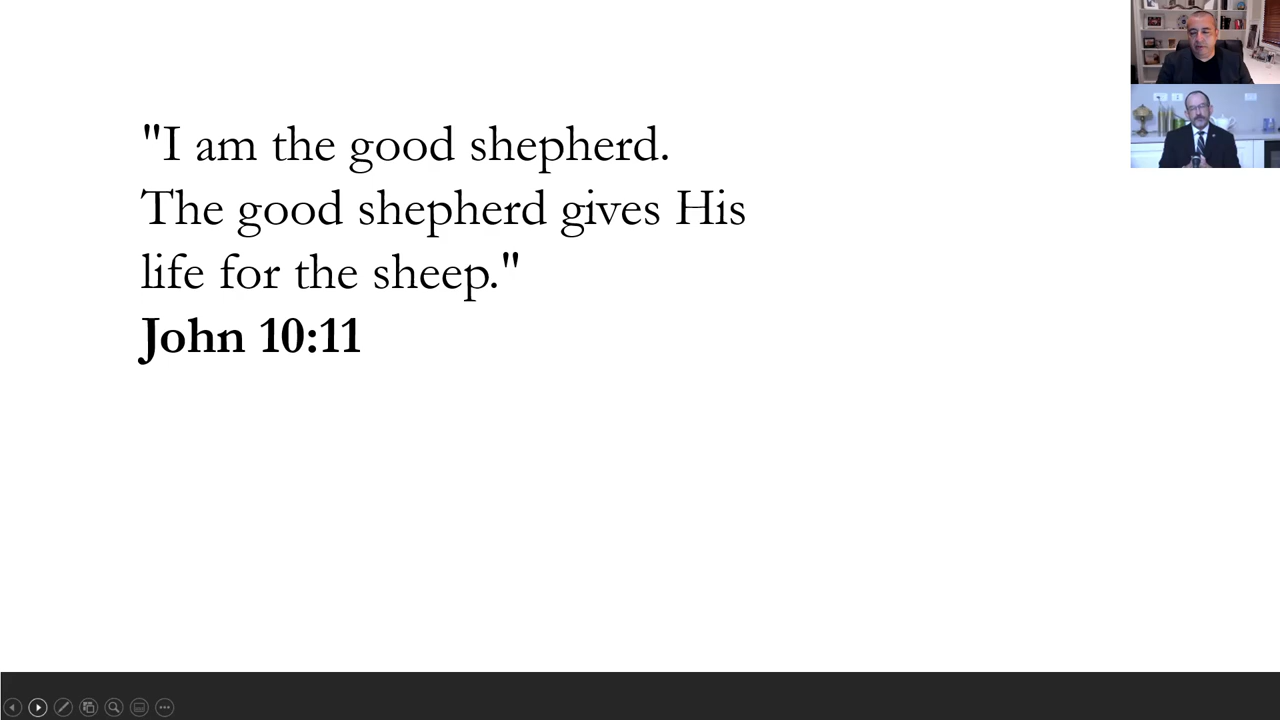 "I am the good shepherd.
The good shepherd gives His
life for the sheep."
John 10:11